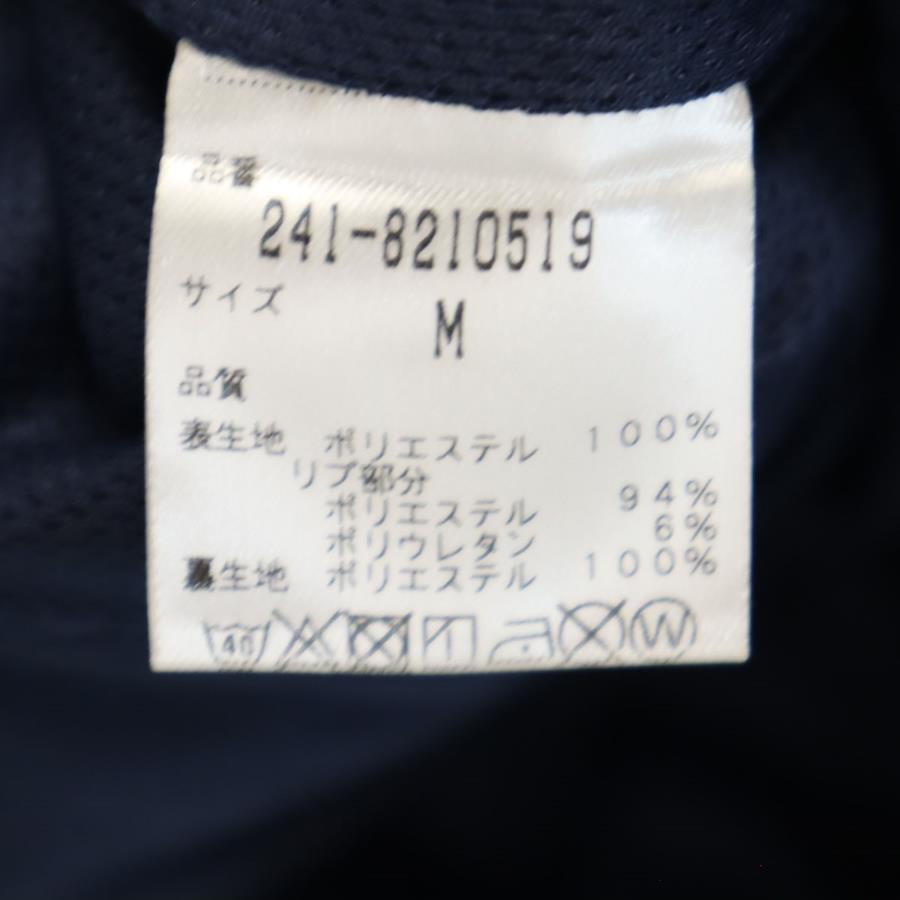 品番
241-8210519
サイズ
M
品質
表生地 ポリエステル 100%
リブ部分
ポリエステル 94%
ポリウレタン 6%
裏生地 ポリエステル 100%
40
W